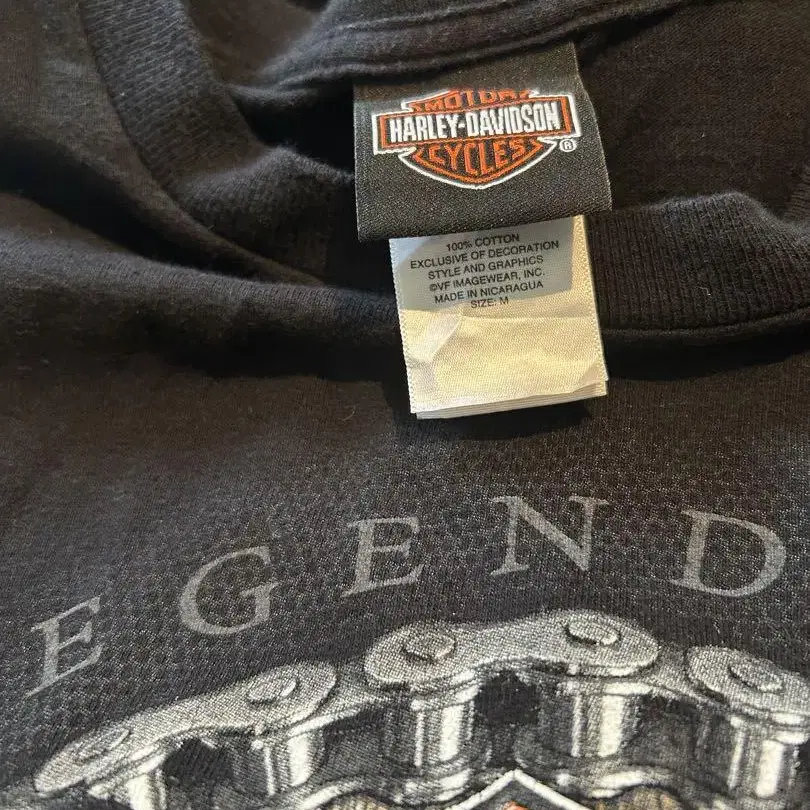 MOTOR
HARLEY-DAVIDSON
CYCLES
®
100% COTTON
EXCLUSIVE OF DECORATION
STYLE AND GRAPHICS
©VF IMAGEWEAR, INC.
MADE IN NICARAGUA
SIZE: M
EGEND